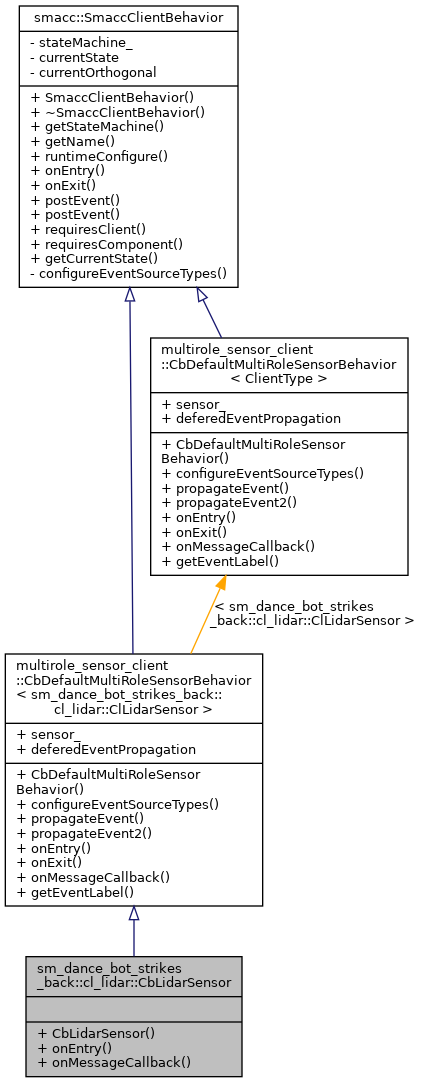 smacc::SmaccClientBehavior
- stateMachine_
- currentState
- currentOrthogonal
+ SmaccClientBehavior()
+ ~SmaccClientBehavior()
+ getStateMachine()
+ getName()
+ runtimeConfigure()
+ onEntry()
+ onExit()
+ postEvent()
+ postEvent()
+ requiresClient()
+ requiresComponent()
+ getCurrentState()
- configureEventSourceTypes()
multirole_sensor_client
::CbDefaultMultiRoleSensorBehavior
< ClientType >
+ sensor_
+ deferedEventPropagation
+ CbDefaultMultiRoleSensor
Behavior()
+ configureEventSourceTypes()
+ propagateEvent()
+ propagateEvent2()
+ onEntry()
+ onExit()
+ onMessageCallback()
+ getEventLabel()
< sm_dance_bot_strikes
_back::cl_lidar::ClLidarSensor >
multirole_sensor_client
::CbDefaultMultiRoleSensorBehavior
< sm_dance_bot_strikes_back::
cl_lidar::ClLidarSensor >
+ sensor_
+ deferedEventPropagation
+ CbDefaultMultiRoleSensor
Behavior()
+ configureEventSourceTypes()
+ propagateEvent()
+ propagateEvent2()
+ onEntry()
+ onExit()
+ onMessageCallback()
+ getEventLabel()
sm_dance_bot_strikes
_back::cl_lidar::CbLidarSensor
+ CbLidarSensor()
+ onEntry()
+ onMessageCallback()